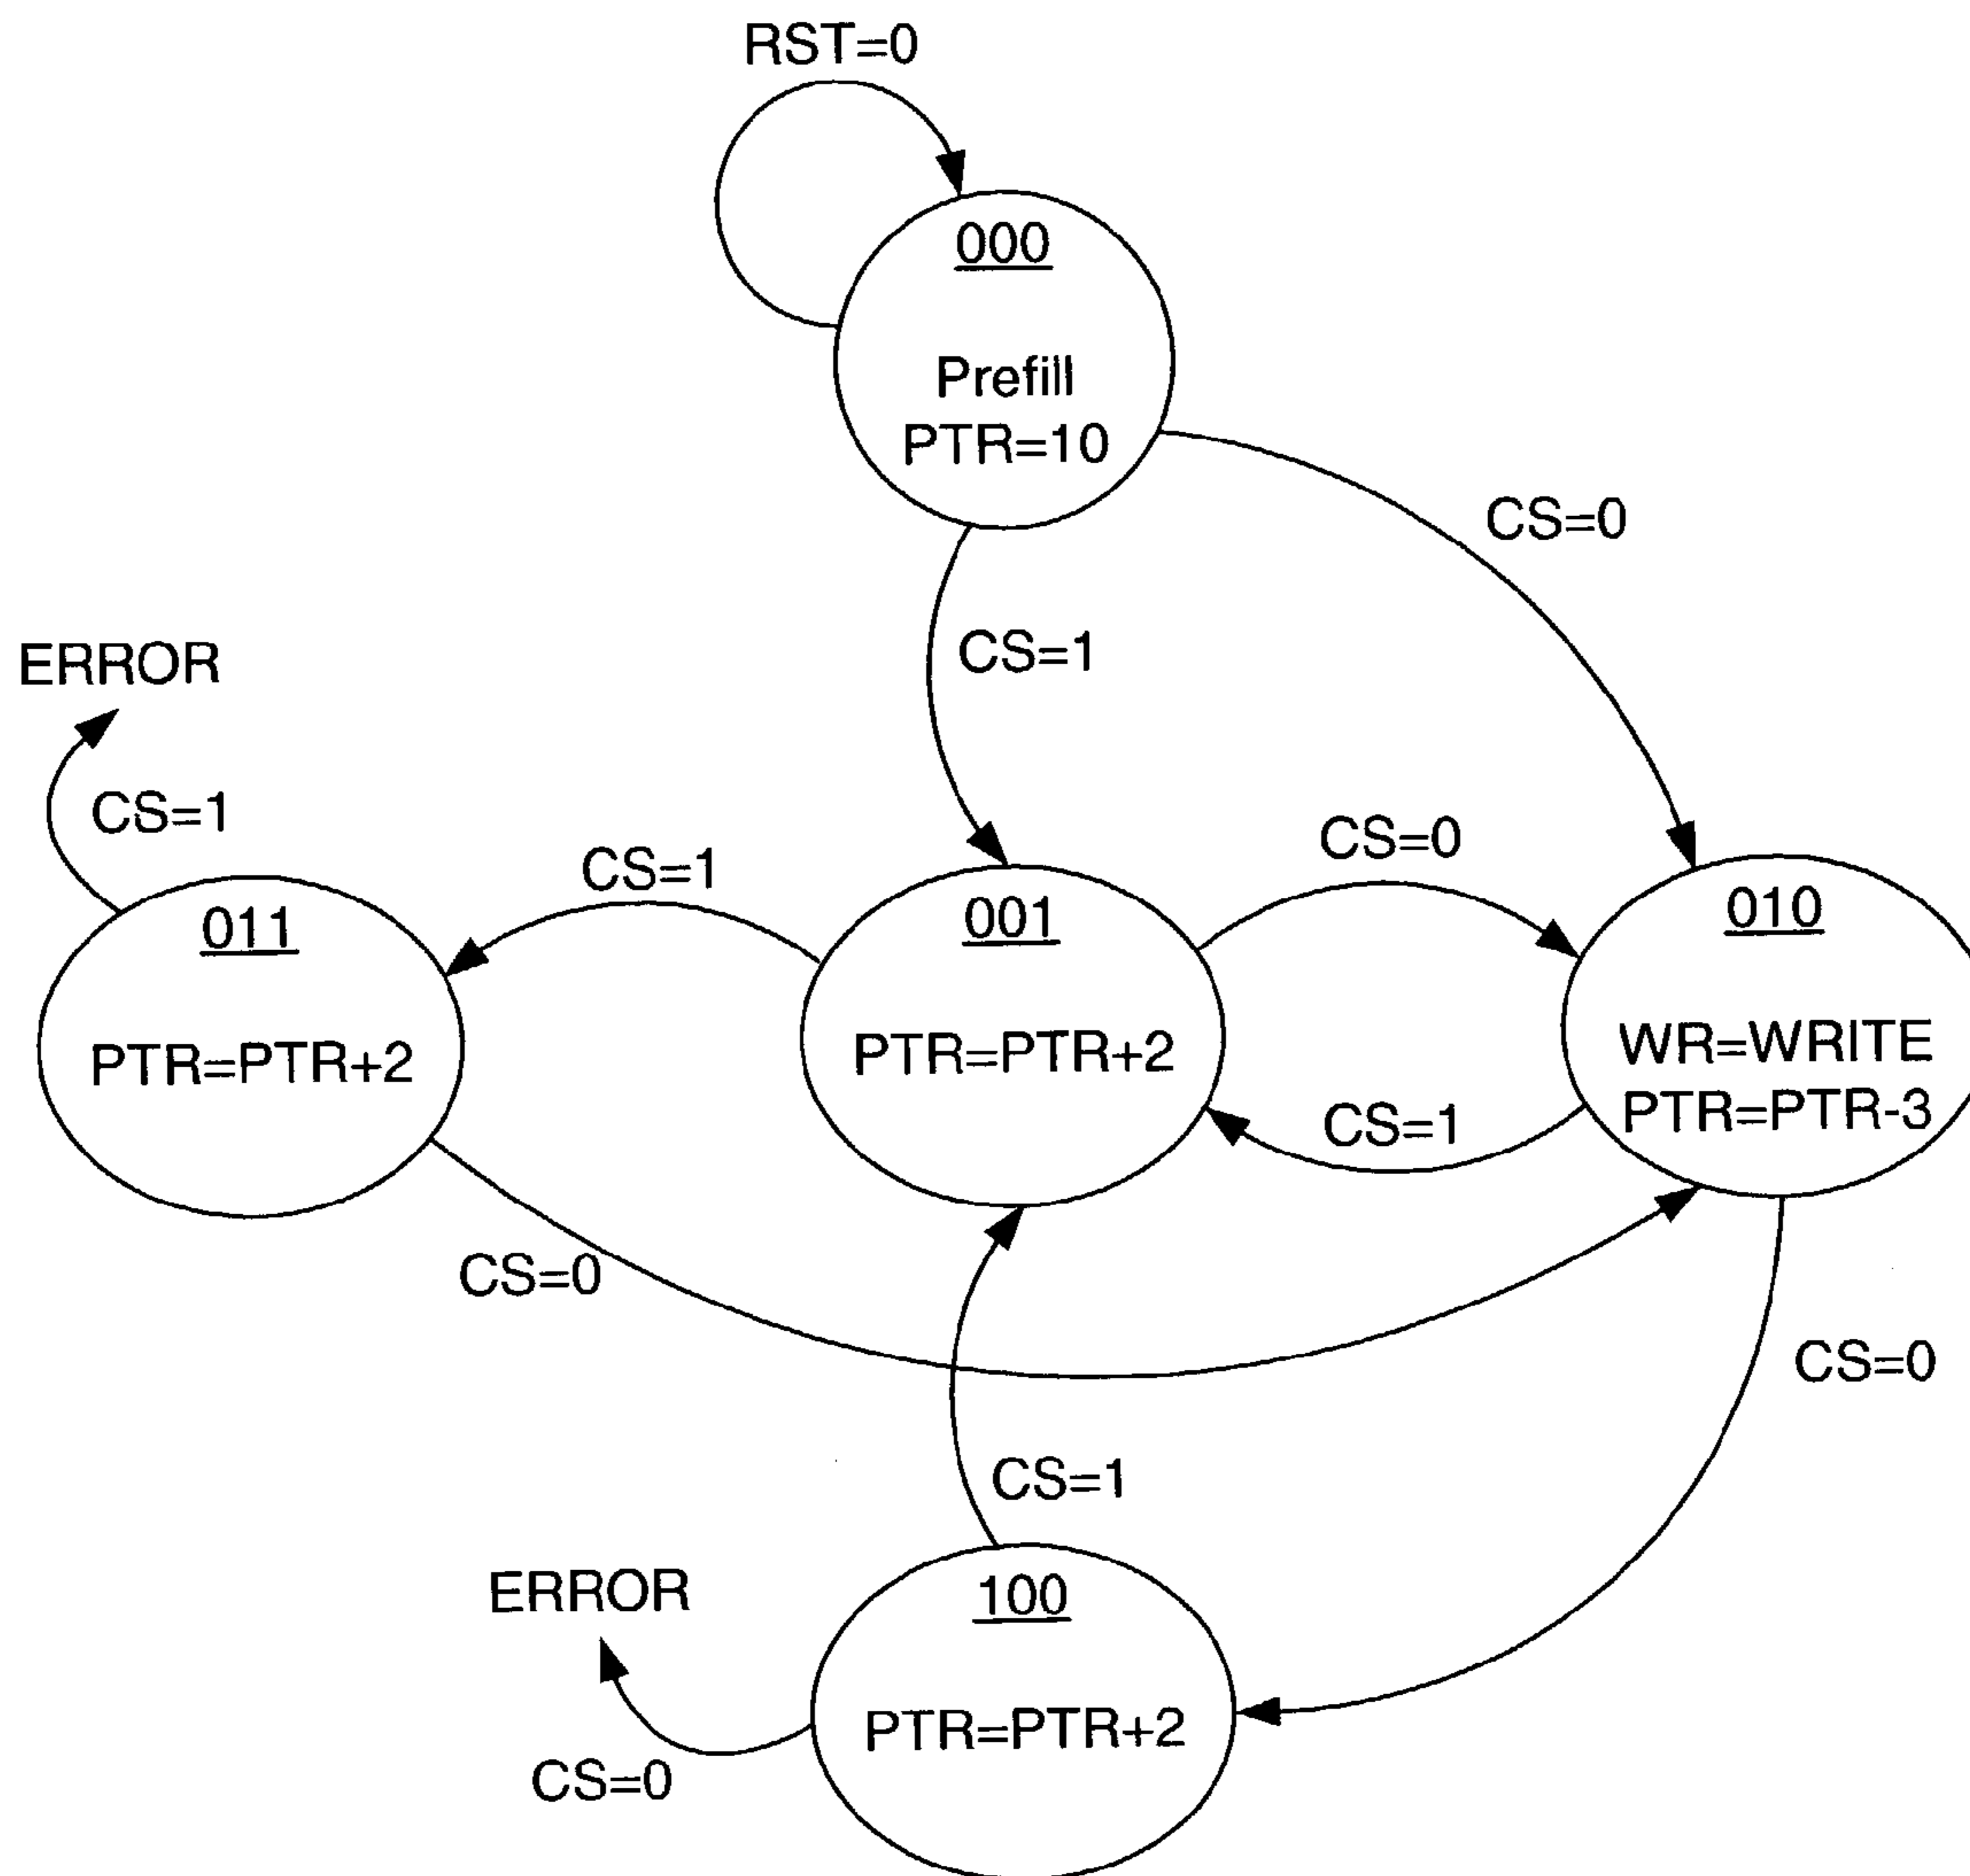 RST=0
000
Prefill
PTR=10
CS=0
CS=1
ERROR
CS=1
CS=1
CS=0
011
PTR=PTR+2
001
PTR=PTR+2
010
WR=WRITE
PTR=PTR-3
CS=1
CS=0
CS=0
CS=1
ERROR
100
PTR=PTR+2
CS=0